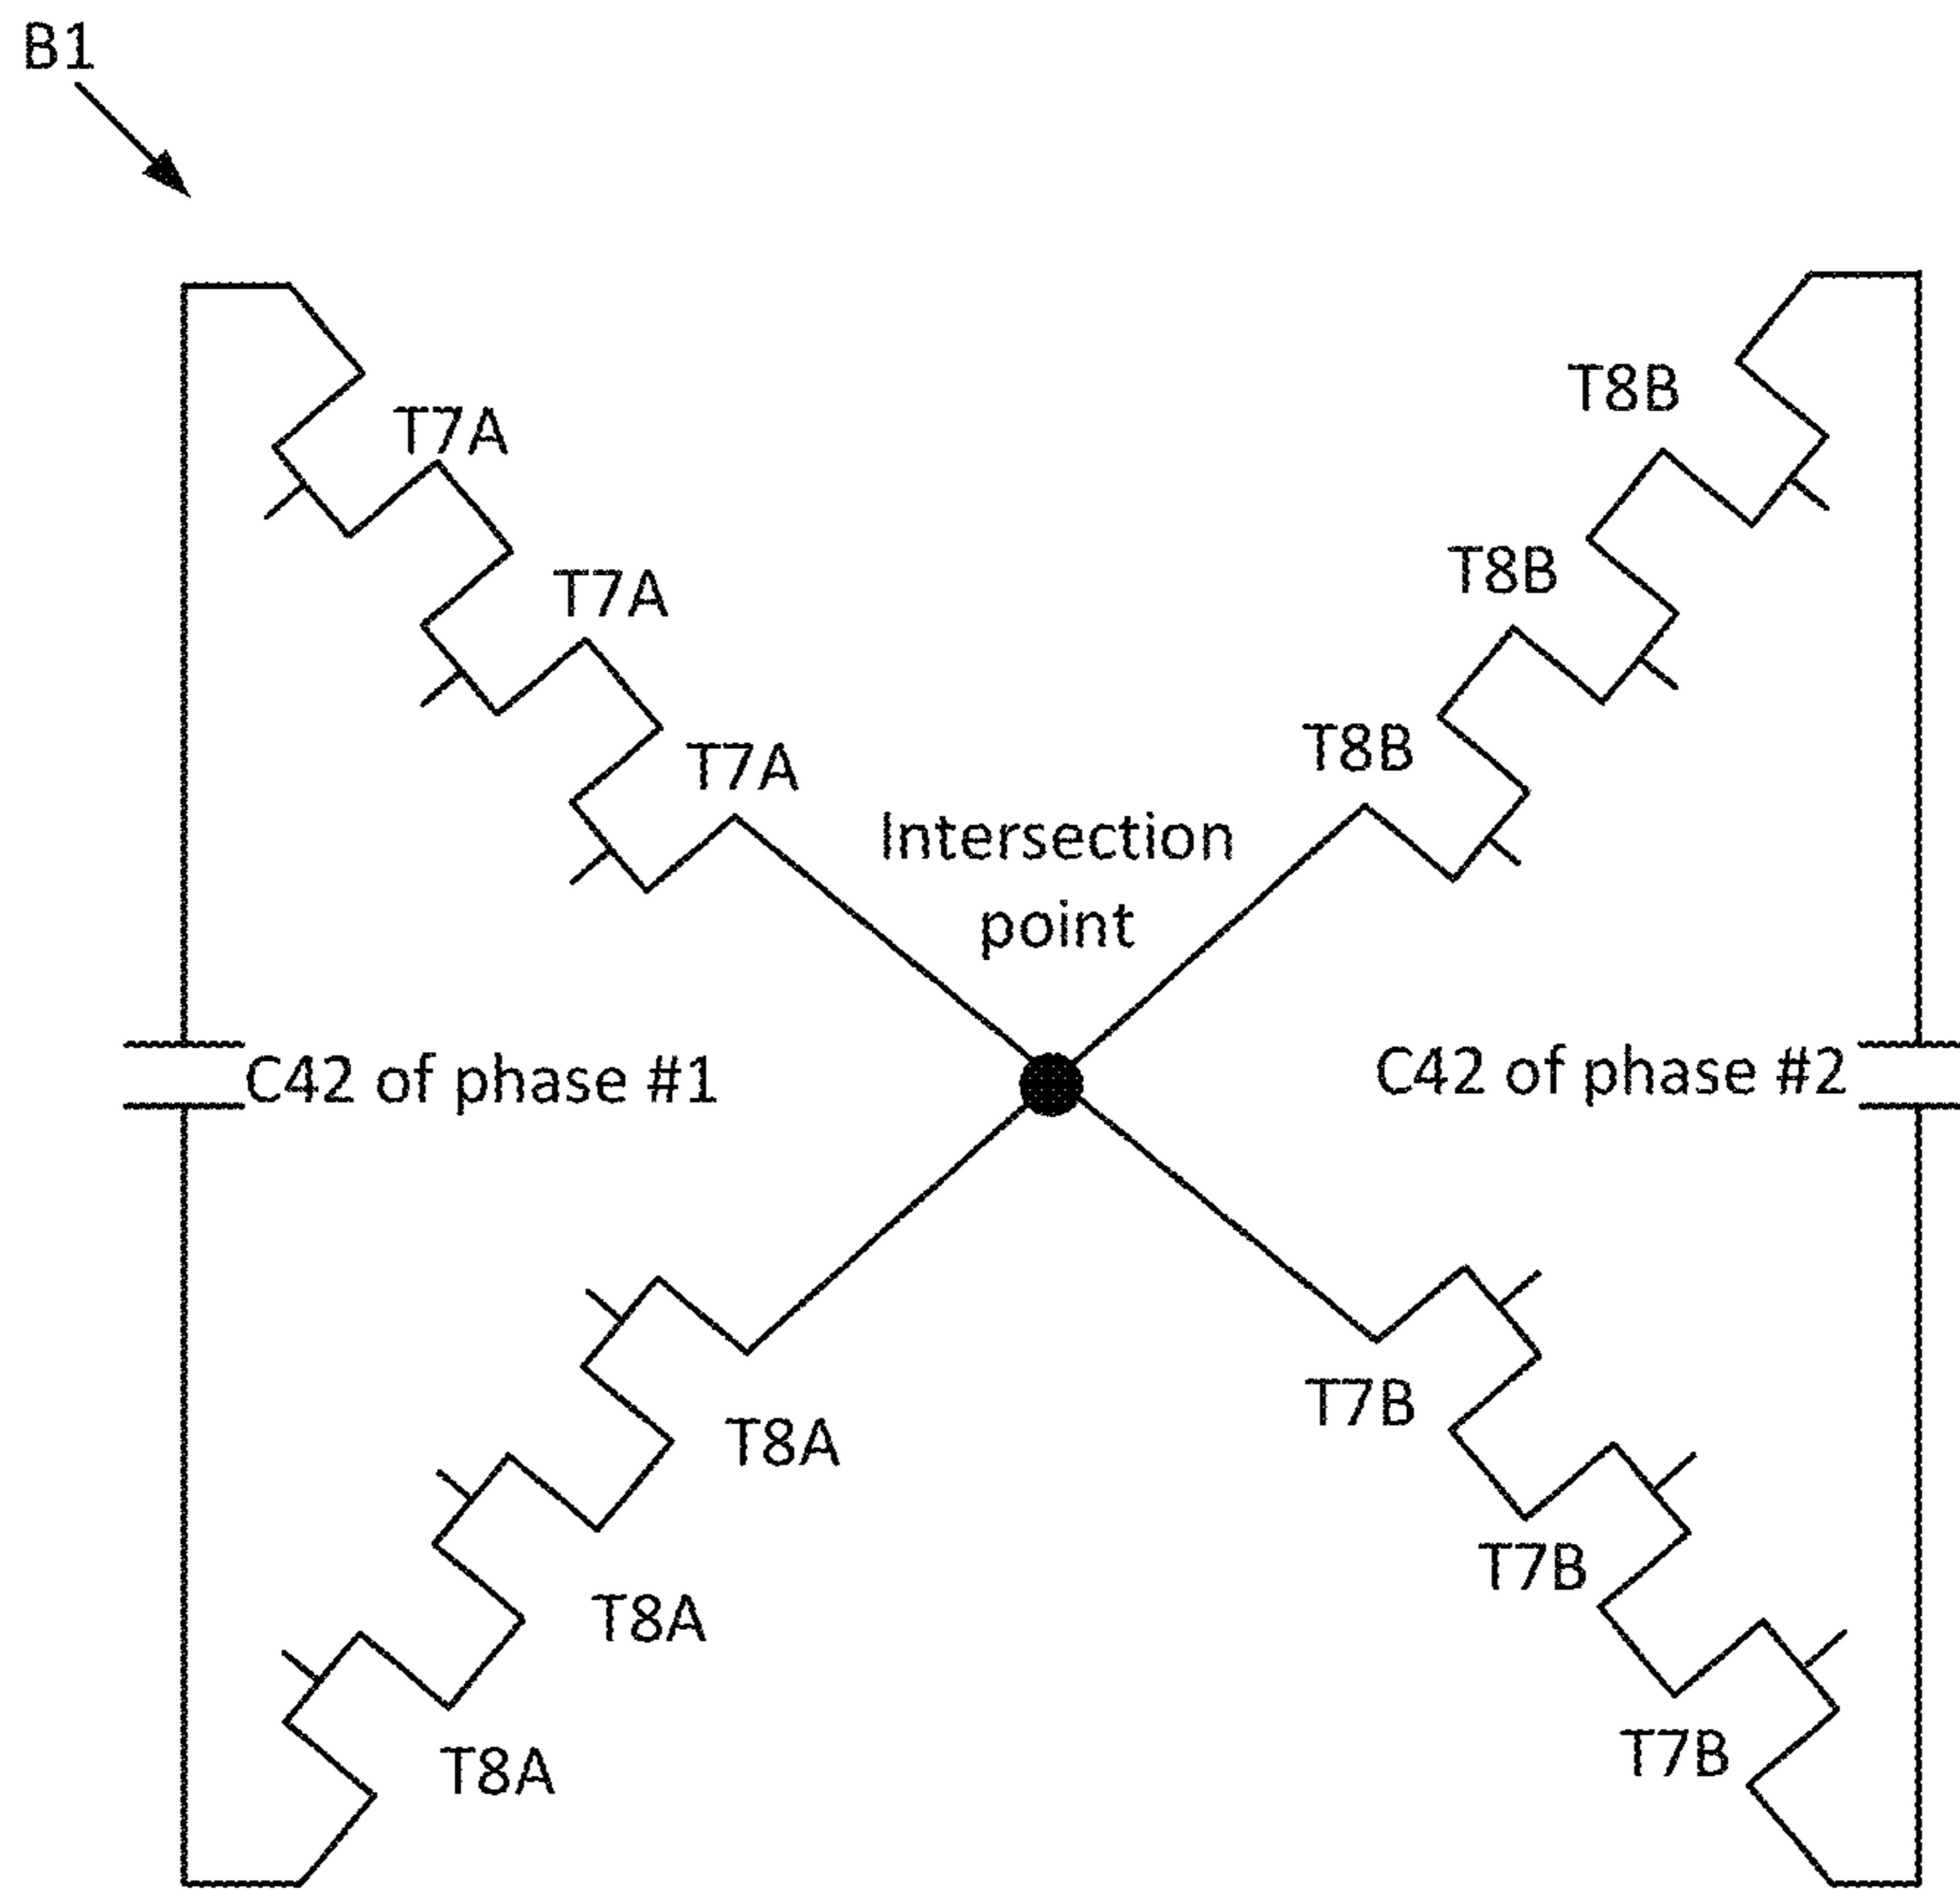 B1
T8B
T7A
T8B
T7A
T8B
T7A
Intersection
point
C42 of phase #1
C42 of phase #2
T7B
T8A
T7B
T8A
T7B
T8A